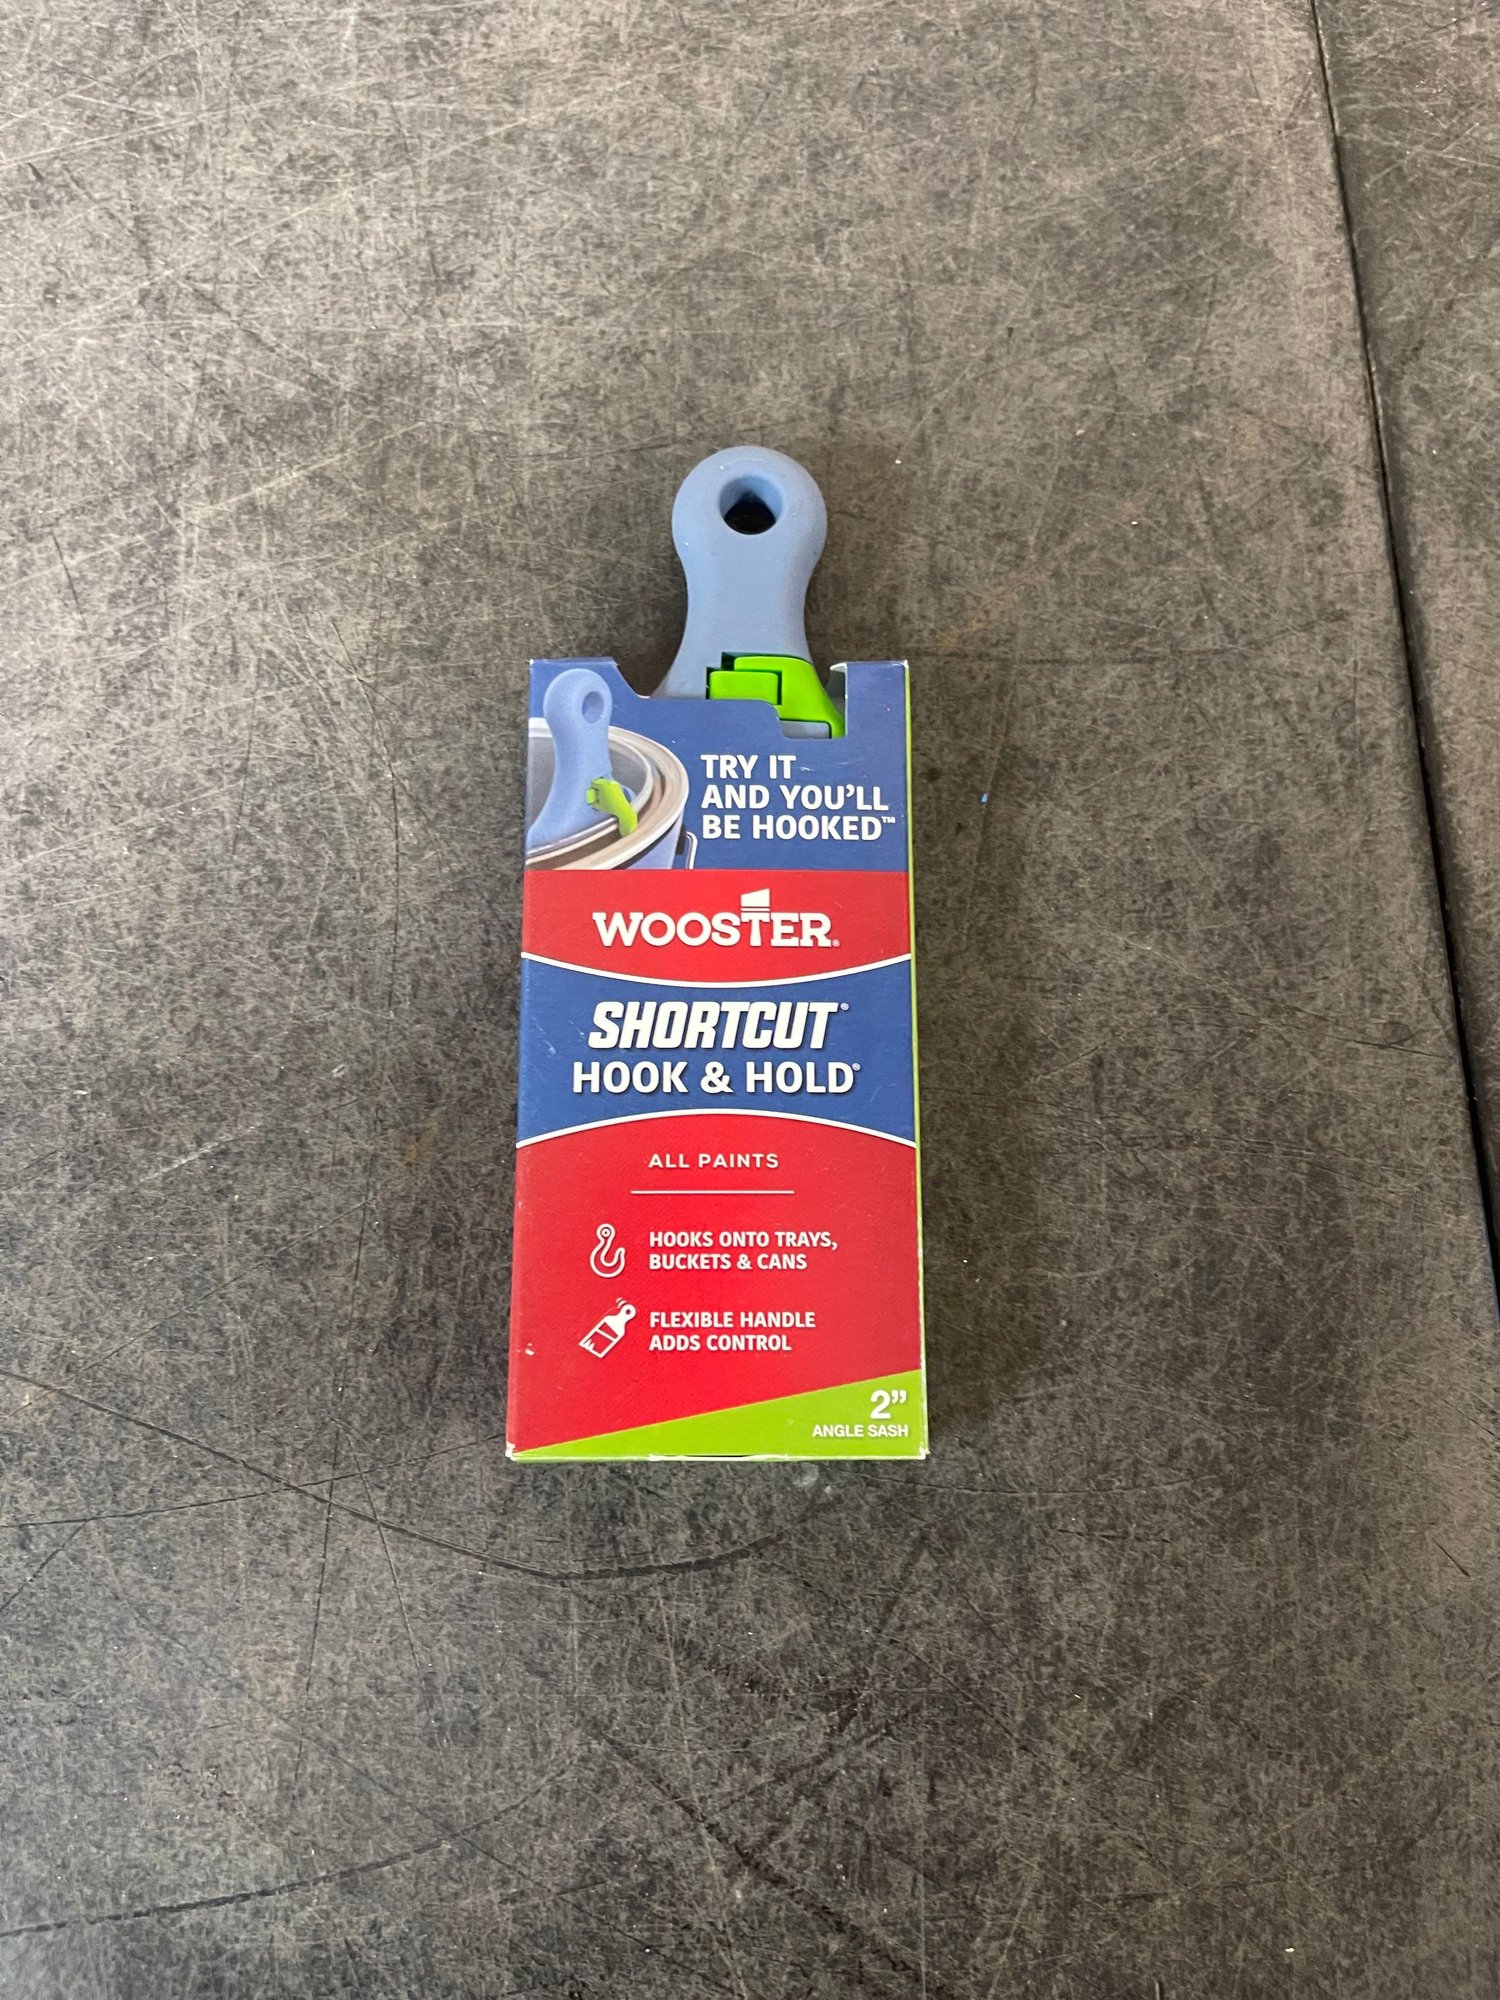 TRY IT
AND YOU'LL
BE HOOKED™
WOOSTER®
SHORTCUT®
HOOK & HOLD®
ALL PAINTS
HOOKS ONTO TRAYS,
BUCKETS & CANS
FLEXIBLE HANDLE
ADDS CONTROL
2”
ANGLE SASH